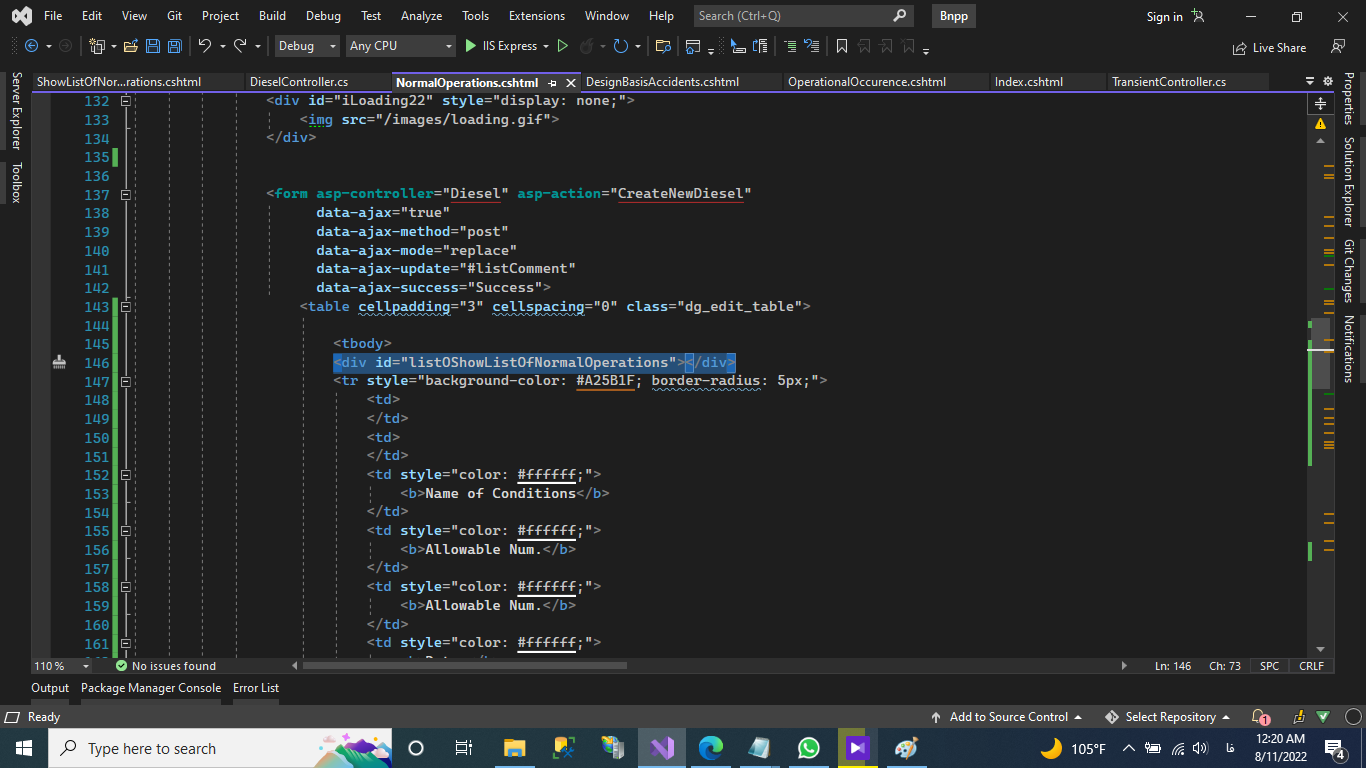 File Edit View Git Project Build Debug Test Analyze Tools Extensions Window Help Search (Ctrl+Q) Bnpp Sign in
Debug Any CPU IIS Express Live Share
ShowListOfNor...rations.cshtml DieselController.cs NormalOperations.cshtml DesignBasisAccidents.cshtml OperationalOccurence.cshtml Index.cshtml TransientController.cs
Server Explorer
Toolbox
Properties
Solution Explorer
Git Changes
Notifications
132 <div id="iLoading22" style="display: none;">
133 <img src="/images/loading.gif">
134 </div>
135
136
137 <form asp-controller="Diesel" asp-action="CreateNewDiesel"
138 data-ajax="true"
139 data-ajax-method="post"
140 data-ajax-mode="replace"
141 data-ajax-update="#listComment"
142 data-ajax-success="Success">
143 <table cellpadding="3" cellspacing="0" class="dg_edit_table">
144
145 <tbody>
146 <div id="listOShowListOfNormalOperations"></div>
147 <tr style="background-color: #A25B1F; border-radius: 5px;">
148 <td>
149 </td>
150 <td>
151 </td>
152 <td style="color: #ffffff;">
153 <b>Name of Conditions</b>
154 </td>
155 <td style="color: #ffffff;">
156 <b>Allowable Num.</b>
157 </td>
158 <td style="color: #ffffff;">
159 <b>Allowable Num.</b>
160 </td>
161 <td style="color: #ffffff;">
110 % No issues found Ln: 146 Ch: 73 SPC CRLF
Output Package Manager Console Error List
Ready Add to Source Control Select Repository 1
Type here to search 105°F فا 12:20 AM
8/11/2022 4